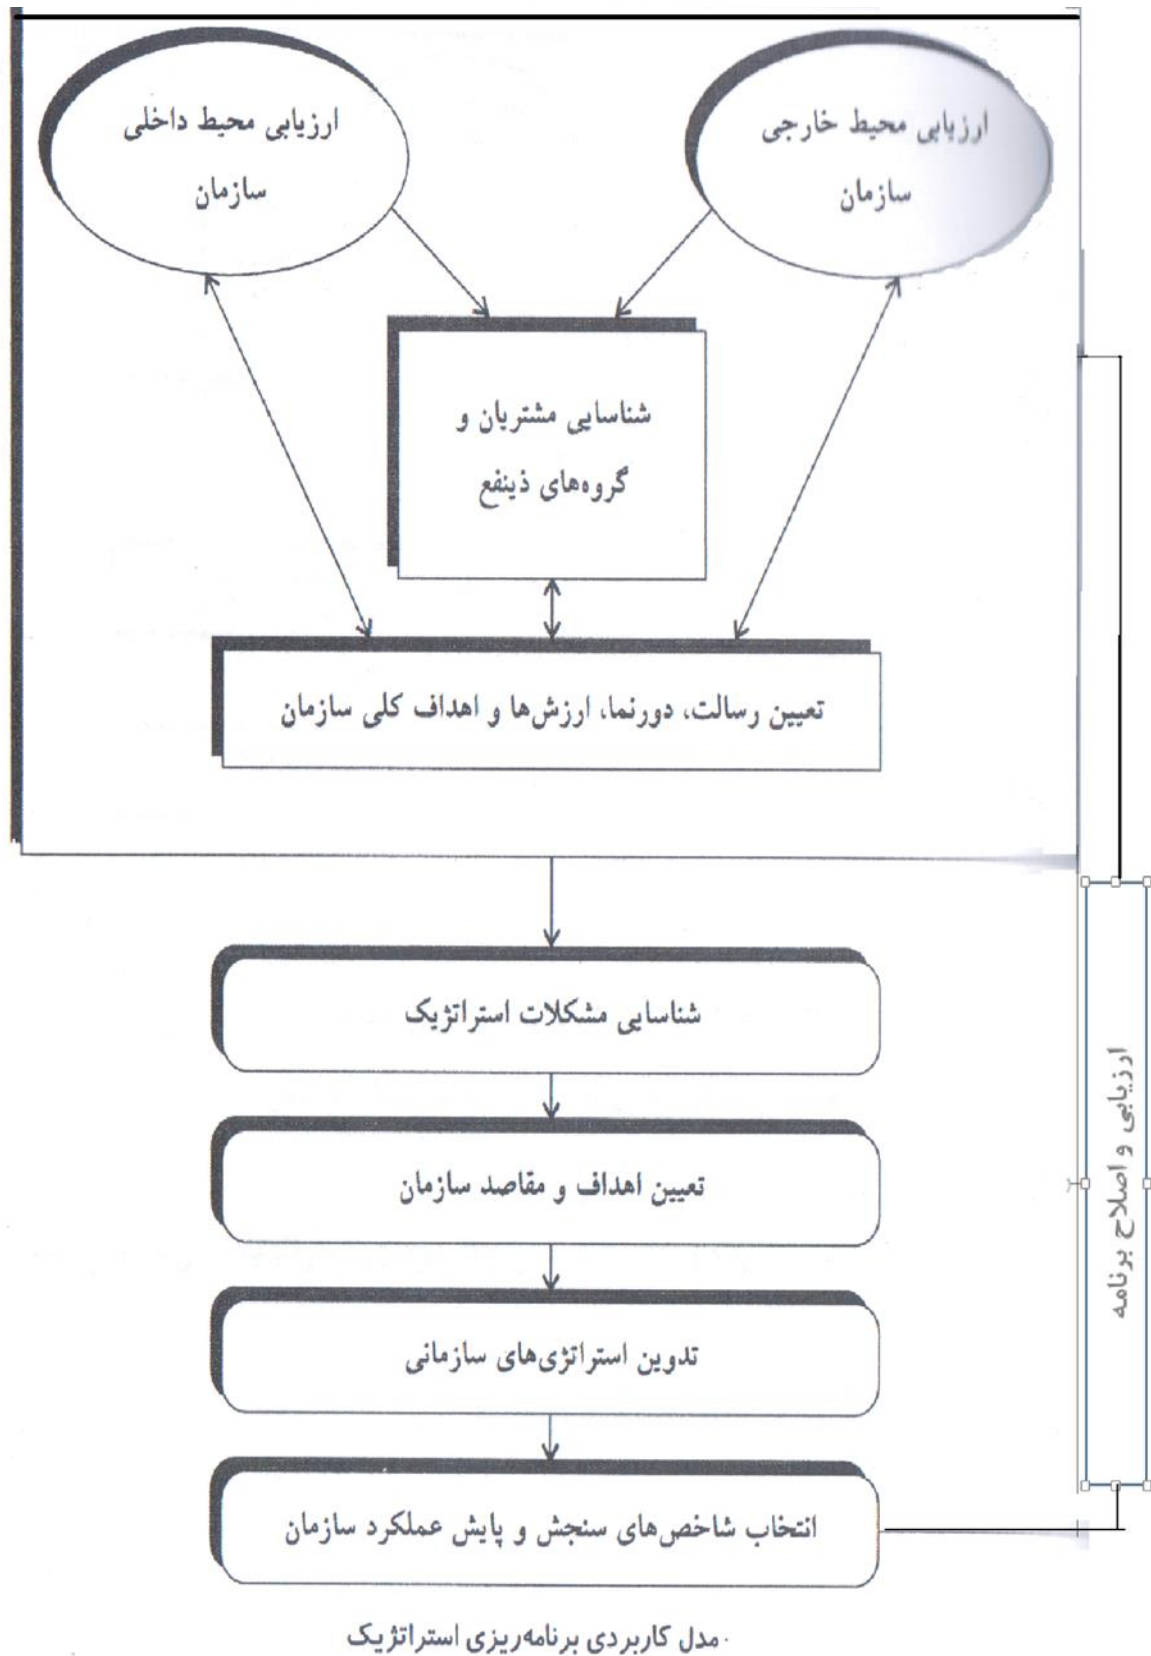 ارزیابی محیط خارجی
سازمان
ارزیابی محیط داخلی
سازمان
شناسایی مشتریان و
گروه‌های ذینفع
تعیین رسالت، دورنما، ارزش‌ها و اهداف کلی سازمان
شناسایی مشکلات استراتژیک
تعیین اهداف و مقاصد سازمان
تدوین استراتژی‌های سازمانی
انتخاب شاخص‌های سنجش و پایش عملکرد سازمان
ارزیابی و اصلاح برنامه
مدل کاربردی برنامه‌ریزی استراتژیک